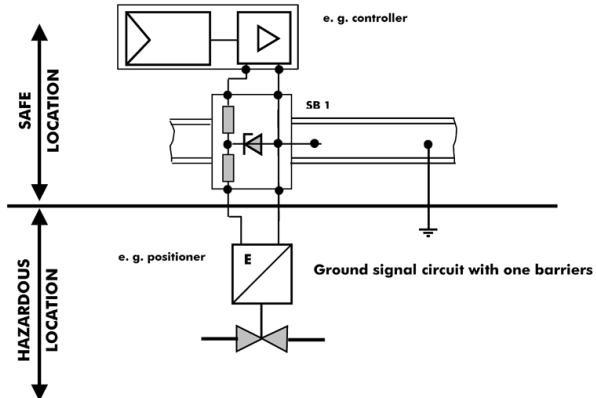 e. g. controller
SAFE
LOCATION
SB 1
e. g. positioner
E
Ground signal circuit with one barriers
HAZARDOUS
LOCATION